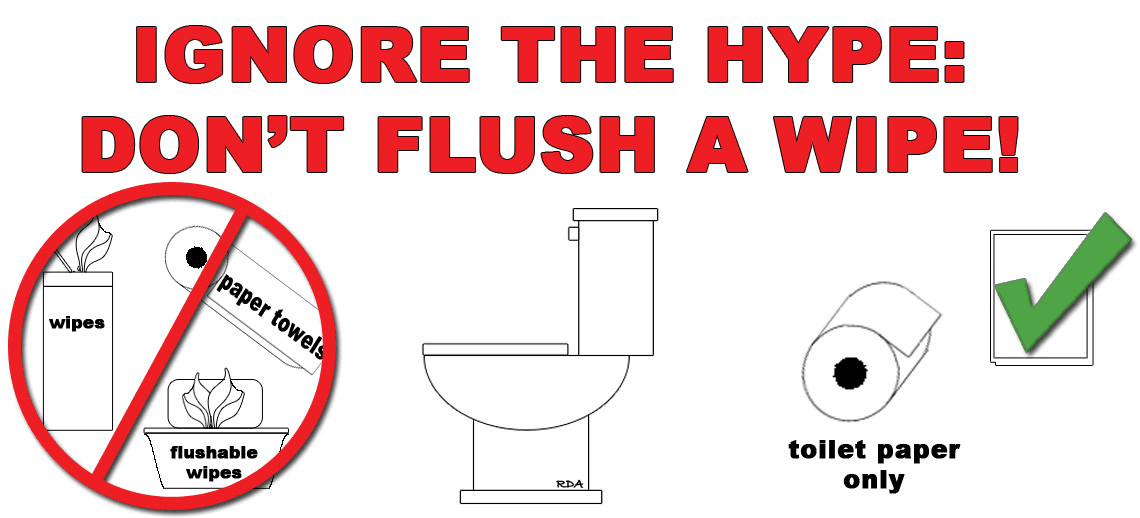 IGNORE THE HYPE:
DON'T FLUSH A WIPE!
wipes
paper towels
flushable
wipes
RDA
toilet paper
only